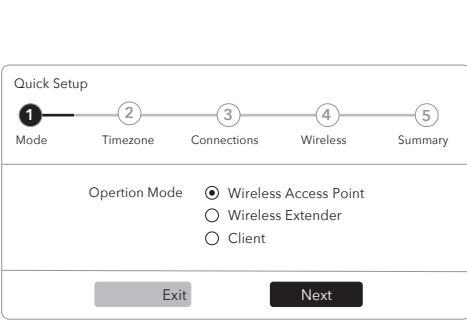 Quick Setup
1 2 3 4 5
Mode Timezone Connections Wireless Summary
Opertion Mode Wireless Access Point
Wireless Extender
Client
Exit Next